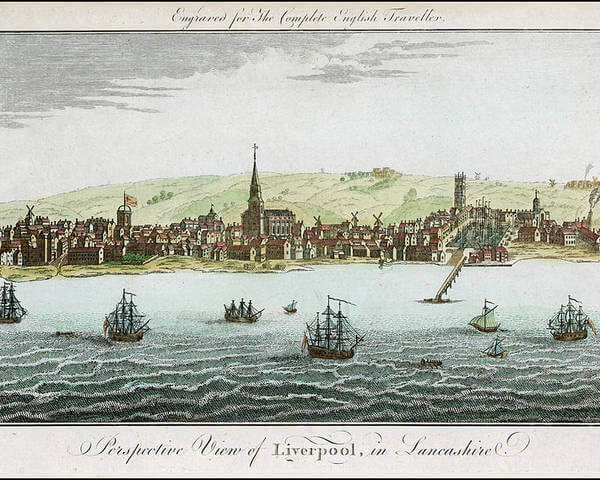 Engraved for The Complete English Traveller.
Perspective View of Liverpool, in Lancashire.